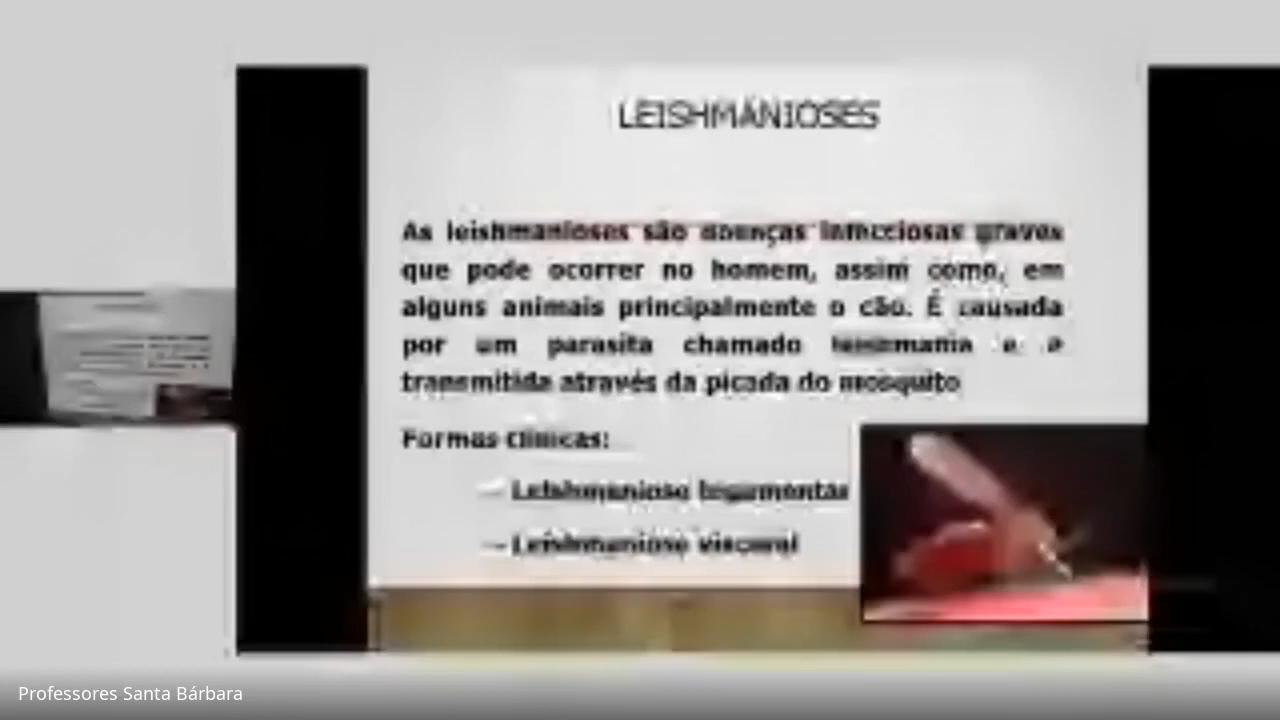 LEISHMANIOSES
As leishmanioses são doenças infecciosas graves
que pode ocorrer no homem, assim como, em
alguns animais principalmente o cão. É causada
por um parasita chamado leishmania e é
transmitida através da picada do mosquito
Formas clínicas:
– Leishmaniose tegumentar
– Leishmaniose visceral
Professores Santa Bárbara